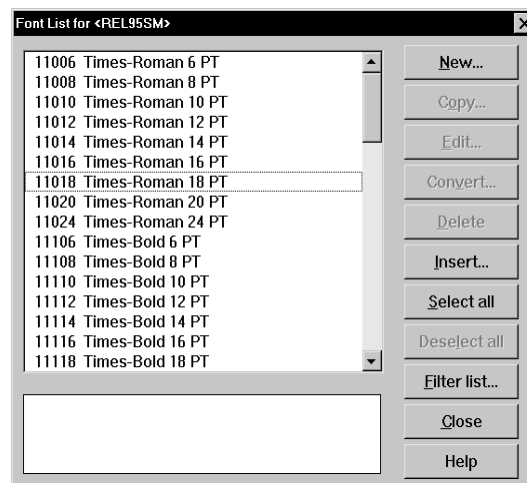 Font List for <REL95SM>
11006 Times-Roman 6 PT
11008 Times-Roman 8 PT
11010 Times-Roman 10 PT
11012 Times-Roman 12 PT
11014 Times-Roman 14 PT
11016 Times-Roman 16 PT
11018 Times-Roman 18 PT
11020 Times-Roman 20 PT
11024 Times-Roman 24 PT
11106 Times-Bold 6 PT
11108 Times-Bold 8 PT
11110 Times-Bold 10 PT
11112 Times-Bold 12 PT
11114 Times-Bold 14 PT
11116 Times-Bold 16 PT
11118 Times-Bold 18 PT
New...
Copy...
Edit...
Convert...
Delete
Insert...
Select all
Deselect all
Filter list...
Close
Help